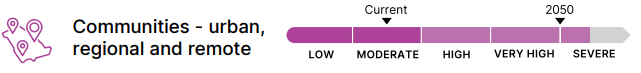 Communities - urban,
regional and remote
Current
2050
LOW
MODERATE
HIGH
VERY HIGH
SEVERE